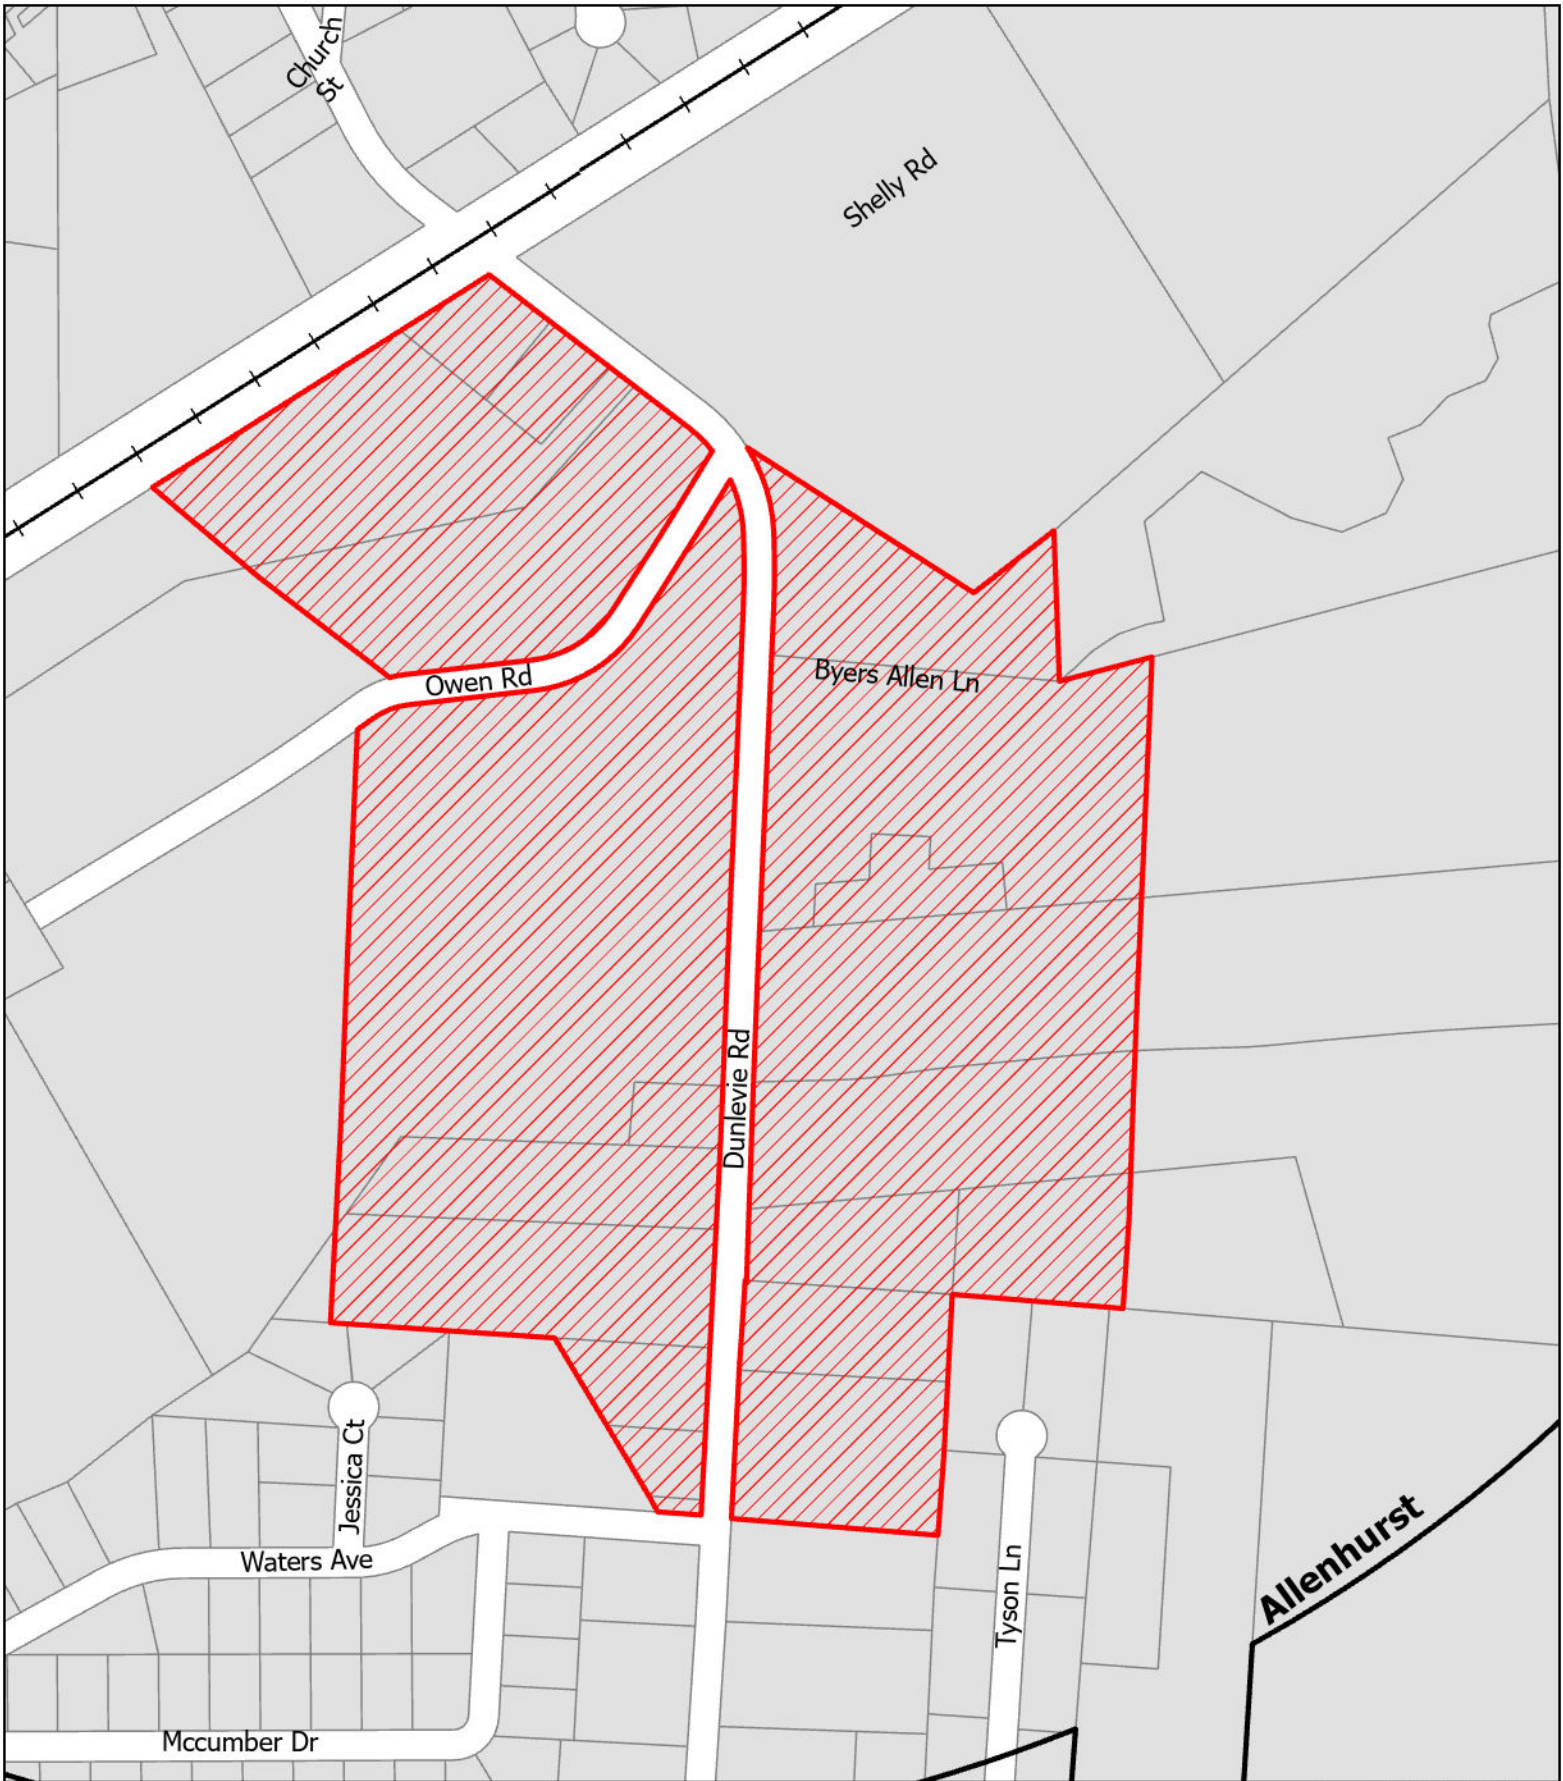 Church
St
Shelly Rd
Owen Rd
Byers Allen Ln
Dunlevie Rd
Jessica Ct
Waters Ave
Tyson Ln
Allenhurst
Mccumber Dr